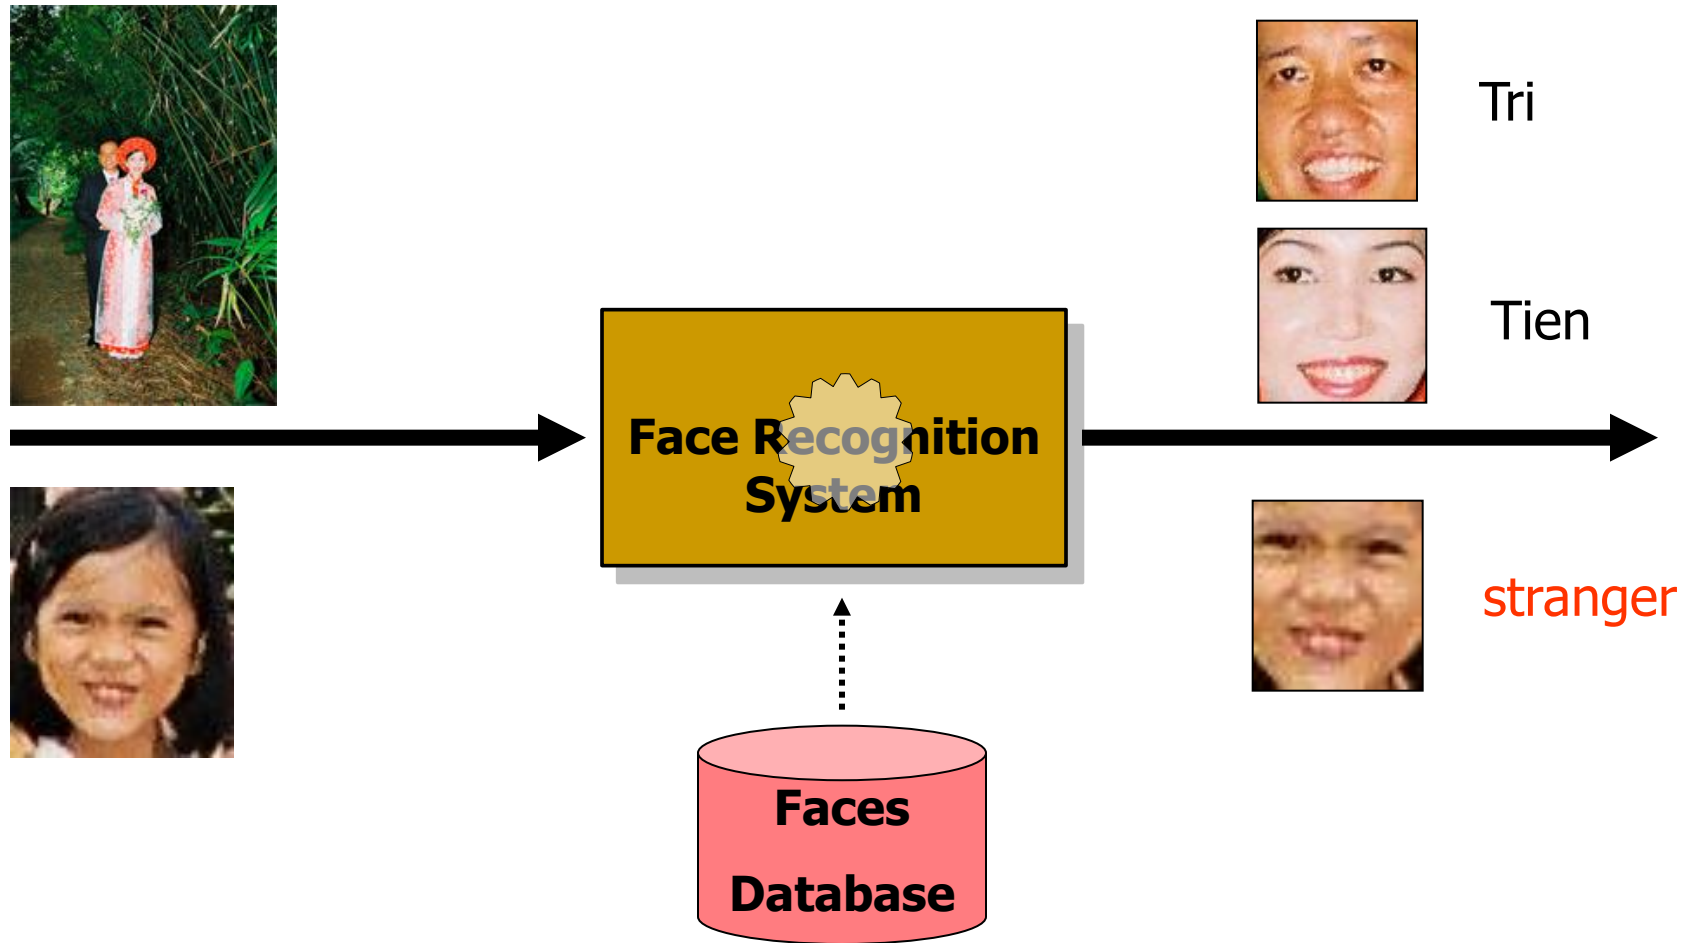 Tri
Tien
Face Recognition
System
stranger
Faces
Database